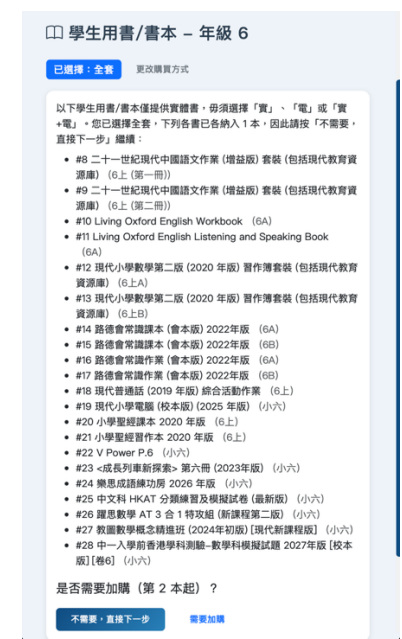 學生用書/書本 – 年級 6
已選擇：全套 更改購買方式
以下學生用書/書本僅提供實體書，毋須選擇「實」、「電」或「實
+電」。您已選擇全套，下列各書已各納入 1 本，因此請按「不需要，
直接下一步」繼續：
• #8 二十一世紀現代中國語文作業 (增益版) 套裝 (包括現代教育資
源庫) （6上 (第一冊)）
• #9 二十一世紀現代中國語文作業 (增益版) 套裝 (包括現代教育資
源庫) （6上 (第二冊)）
• #10 Living Oxford English Workbook （6A）
• #11 Living Oxford English Listening and Speaking Book
（6A）
• #12 現代小學數學第二版 (2020 年版) 習作簿套裝 (包括現代教育
資源庫) （6上A）
• #13 現代小學數學第二版 (2020 年版) 習作簿套裝 (包括現代教育
資源庫) （6上B）
• #14 路德會常識課本 (會本版) 2022年版 （6A）
• #15 路德會常識課本 (會本版) 2022年版 （6B）
• #16 路德會常識作業 (會本版) 2022年版 （6A）
• #17 路德會常識作業 (會本版) 2022年版 （6B）
• #18 現代普通話 (2019 年版) 綜合活動作業 （6上）
• #19 現代小學電腦 (校本版) (2025 年版) （小六）
• #20 小學聖經課本 2020 年版 （6上）
• #21 小學聖經習作本 2020 年版 （6上）
• #22 V Power P.6 （小六）
• #23 <成長列車新探索> 第六冊 (2023年版) （小六）
• #24 樂思成語練功房 2026 年版 （小六）
• #25 中文科 HKAT 分類練習及模擬試卷 (最新版) （小六）
• #26 躍思數學 AT 3 合 1 特攻組 (新課程第二版) （小六）
• #27 教圖數學概念精進班 (2024年初版) [現代新課程版] （小六）
• #28 中一入學前香港學科測驗–數學科模擬試題 2027年版 [校本
版] [卷6] （小六）
是否需要加購（第 2 本起）？
不需要，直接下一步 需要加購